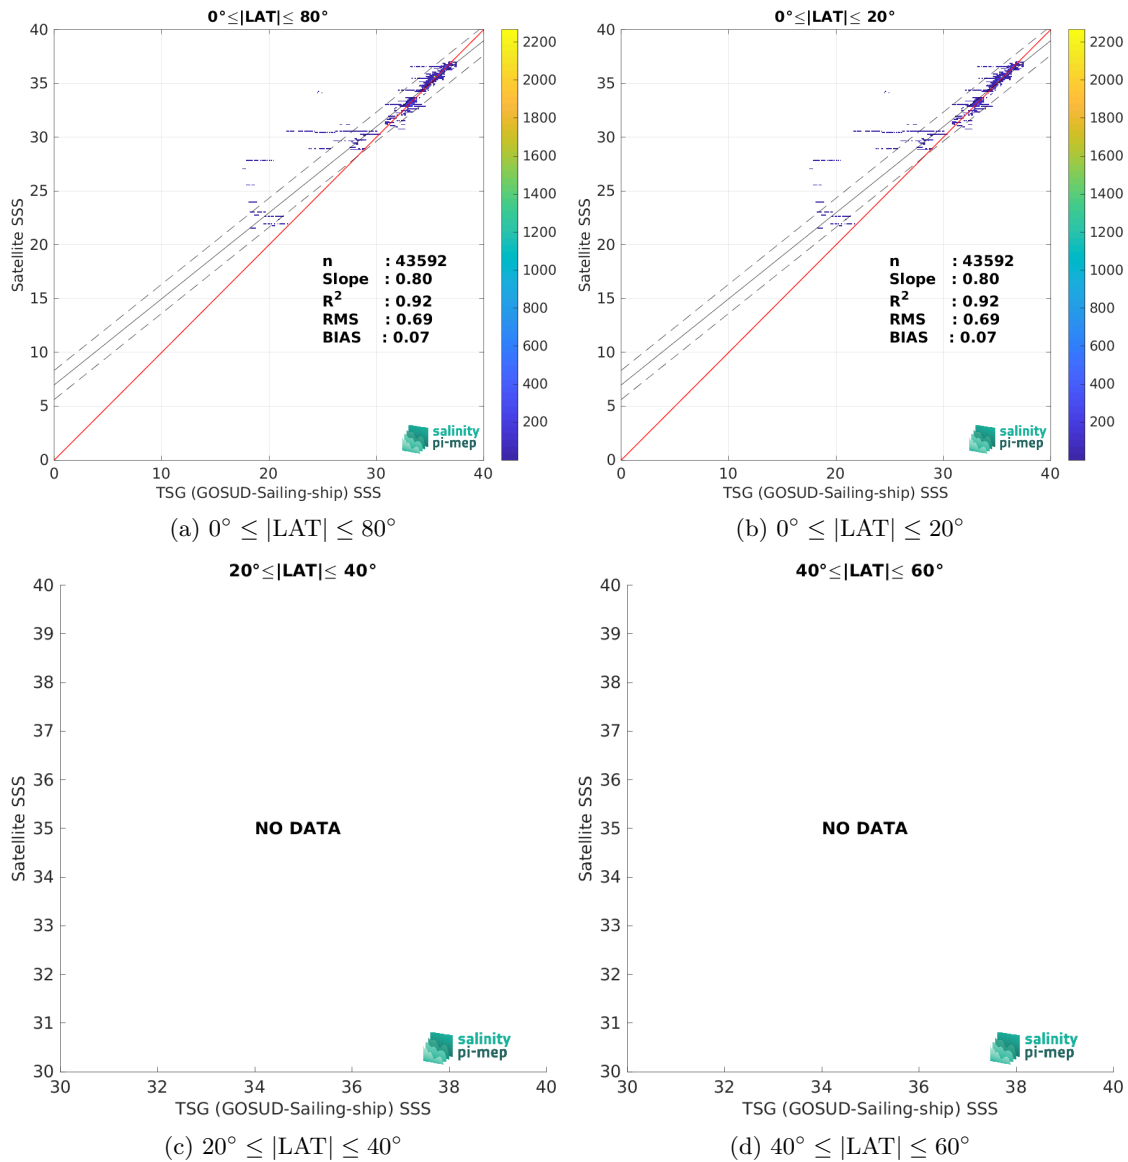 0°≤|LAT|≤ 80°
40
35
30
25
20
15
10
5
0
0
10
20
30
40
Satellite SSS
TSG (GOSUD-Sailing-ship) SSS
n : 43592
Slope : 0.80
R² : 0.92
RMS : 0.69
BIAS : 0.07
salinity
pi-mep
2200
2000
1800
1600
1400
1200
1000
800
600
400
200
(a) 0° ≤ |LAT| ≤ 80°
0°≤|LAT|≤ 20°
40
35
30
25
20
15
10
5
0
0
10
20
30
40
Satellite SSS
TSG (GOSUD-Sailing-ship) SSS
n : 43592
Slope : 0.80
R² : 0.92
RMS : 0.69
BIAS : 0.07
salinity
pi-mep
2200
2000
1800
1600
1400
1200
1000
800
600
400
200
(b) 0° ≤ |LAT| ≤ 20°
20°≤|LAT|≤ 40°
40
39
38
37
36
35
34
33
32
31
30
30
32
34
36
38
40
Satellite SSS
NO DATA
salinity
pi-mep
TSG (GOSUD-Sailing-ship) SSS
(c) 20° ≤ |LAT| ≤ 40°
40°≤|LAT|≤ 60°
40
39
38
37
36
35
34
33
32
31
30
30
32
34
36
38
40
Satellite SSS
NO DATA
salinity
pi-mep
TSG (GOSUD-Sailing-ship) SSS
(d) 40° ≤ |LAT| ≤ 60°